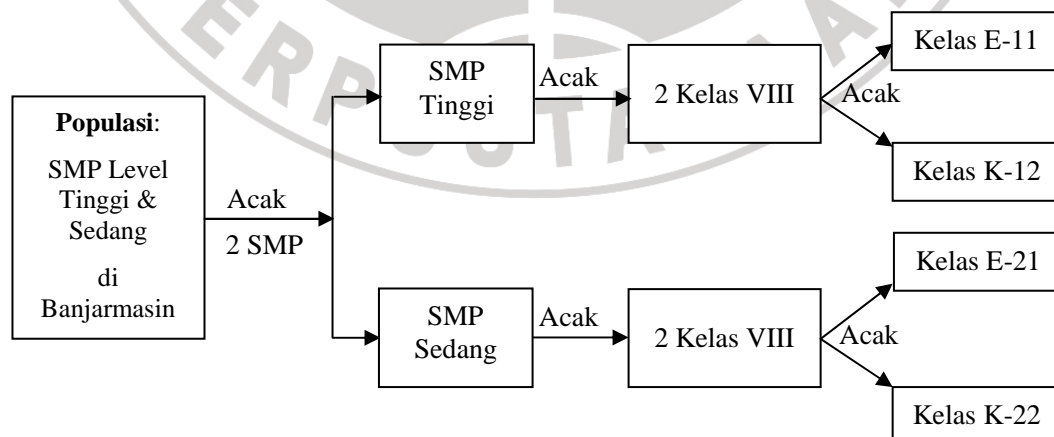 Populasi:
SMP Level
Tinggi &
Sedang
di
Banjarmasin
Acak
2 SMP
SMP
Tinggi
Acak
2 Kelas VIII
Acak
Kelas E-11
Kelas K-12
SMP
Sedang
Acak
2 Kelas VIII
Acak
Kelas E-21
Kelas K-22